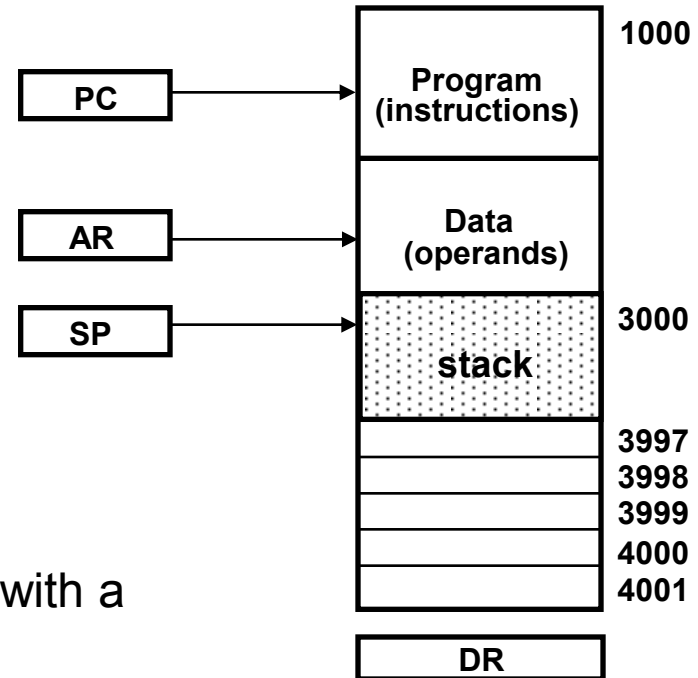 1000
Program
(instructions)
PC
Data
(operands)
AR
3000
SP
stack
3997
3998
3999
4000
4001
with a
DR